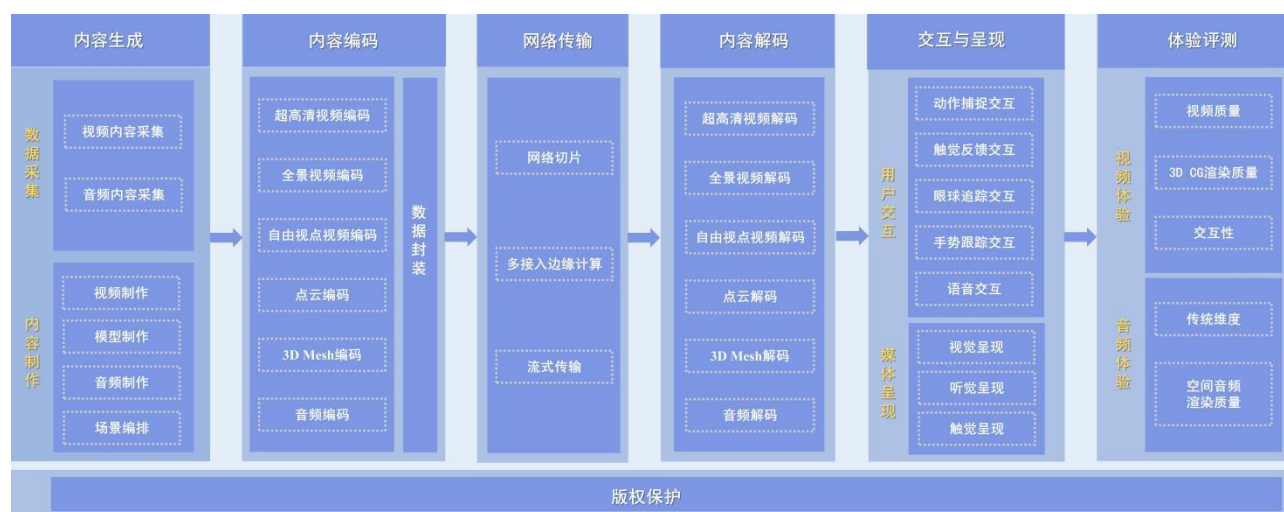 内容生成
数据采集
视频内容采集
音频内容采集
内容制作
视频制作
模型制作
音频制作
场景编排
内容编码
超高清视频编码
全景视频编码
自由视点视频编码
点云编码
3D Mesh编码
音频编码
数据封装
网络传输
网络切片
多接入边缘计算
流式传输
内容解码
超高清视频解码
全景视频解码
自由视点视频解码
点云解码
3D Mesh解码
音频解码
交互与呈现
用户交互
动作捕捉交互
触觉反馈交互
眼球追踪交互
手势跟踪交互
语音交互
媒体呈现
视觉呈现
听觉呈现
触觉呈现
体验评测
视频体验
视频质量
3D CG渲染质量
交互性
音频体验
传统维度
空间音频
渲染质量
版权保护